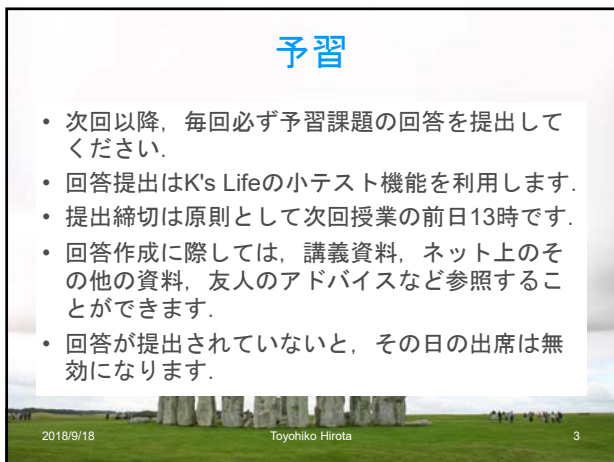 予習
• 次回以降，毎回必ず予習課題の回答を提出して
ください.
• 回答提出はK's Lifeの小テスト機能を利用します.
• 提出締切は原則として次回授業の前日13時です.
• 回答作成に際しては，講義資料，ネット上のそ
の他の資料，友人のアドバイスなど参照するこ
とができます.
• 回答が提出されていないと，その日の出席は無
効になります.
2018/9/18 Toyohiko Hirota 3